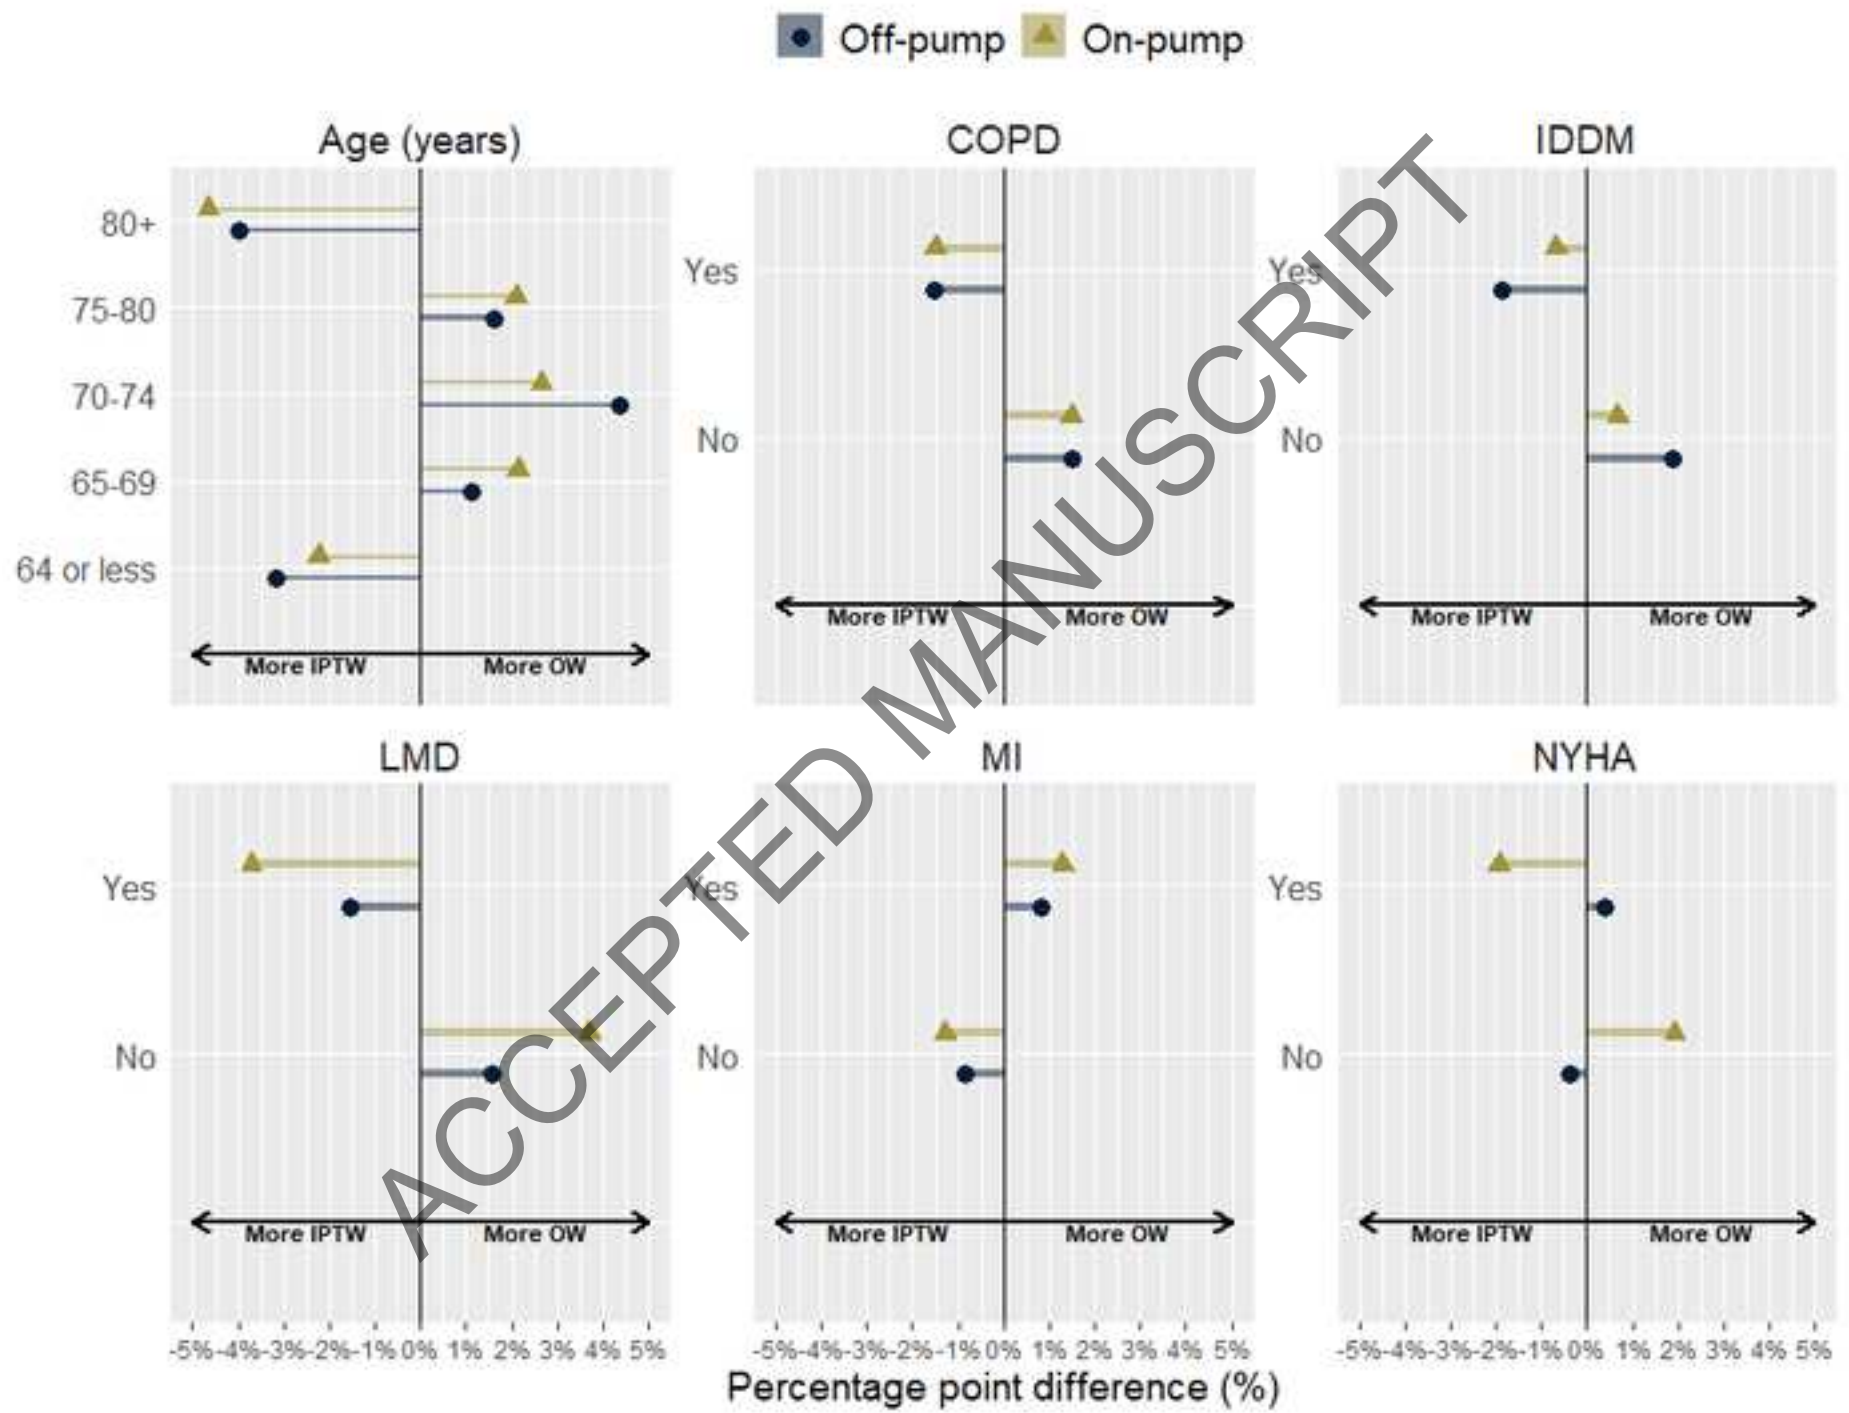 Off-pump On-pump
Age (years) COPD IDDM
80+
75-80
70-74
65-69
64 or less
More IPTW More OW
Yes
No
More IPTW More OW
Yes
No
More IPTW More OW
LMD MI NYHA
Yes
No
More IPTW More OW
Yes
No
More IPTW More OW
Yes
No
More IPTW More OW
-5% -4% -3% -2% -1% 0% 1% 2% 3% 4% 5%
-5% -4% -3% -2% -1% 0% 1% 2% 3% 4% 5%
-5% -4% -3% -2% -1% 0% 1% 2% 3% 4% 5%
Percentage point difference (%)
ACCEPTED MANUSCRIPT